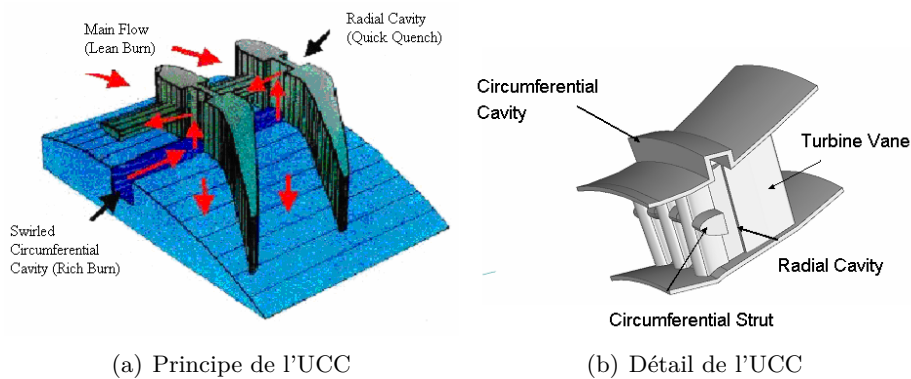 Main Flow
(Lean Burn)
Radial Cavity
(Quick Quench)
Swirled
Circumferential
Cavity (Rich Burn)
(a) Principe de l'UCC
Circumferential
Cavity
Turbine Vane
Radial Cavity
Circumferential Strut
(b) Détail de l'UCC